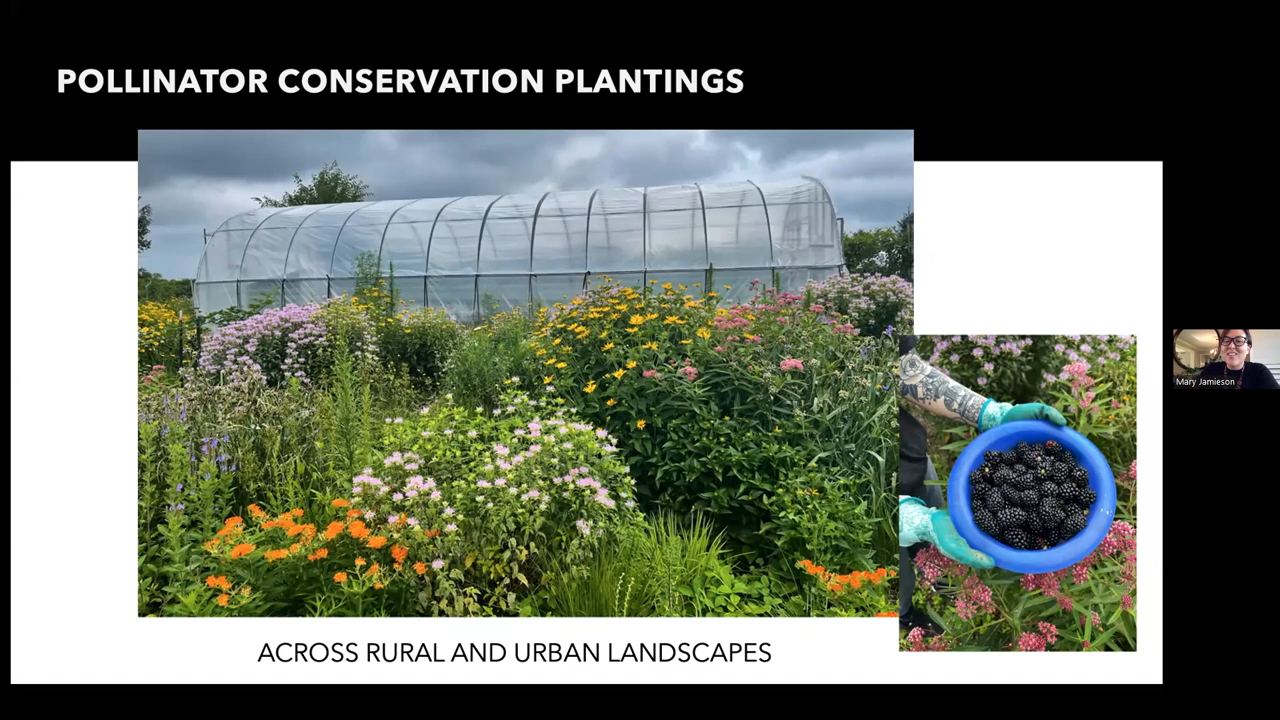 POLLINATOR CONSERVATION PLANTINGS
Mary Jamieson
ACROSS RURAL AND URBAN LANDSCAPES